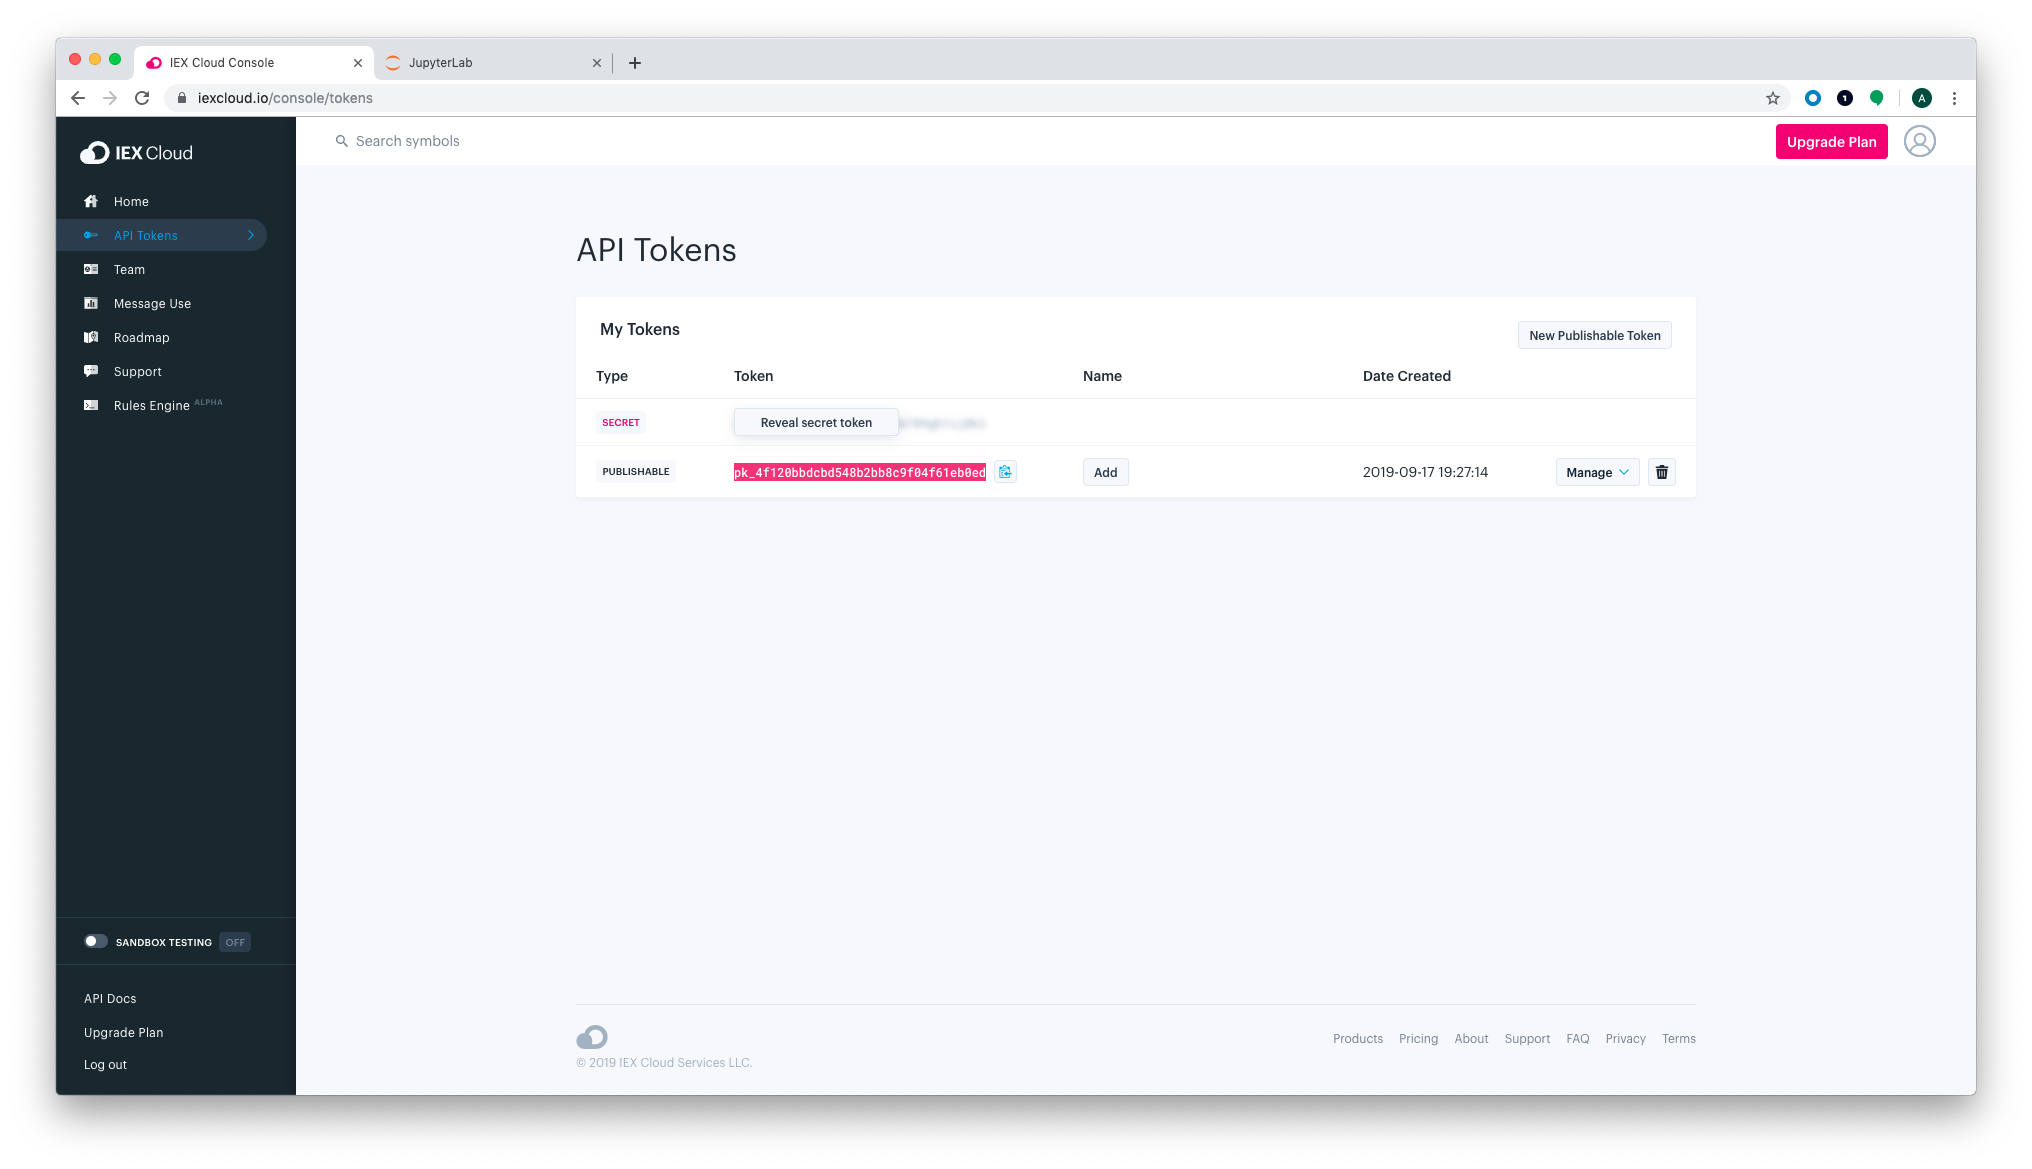 IEX Cloud Console
JupyterLab
iexcloud.io/console/tokens
A
IEX Cloud
Search symbols
Upgrade Plan
Home
API Tokens
Team
Message Use
Roadmap
Support
Rules Engine ALPHA
API Tokens
My Tokens
New Publishable Token
Type Token Name Date Created
SECRET Reveal secret token
PUBLISHABLE pk_4f120bbdcbd548b2bb8c9f04f61eb0ed Add 2019-09-17 19:27:14 Manage
SANDBOX TESTING OFF
API Docs
Upgrade Plan
Log out
Products Pricing About Support FAQ Privacy Terms
© 2019 IEX Cloud Services LLC.